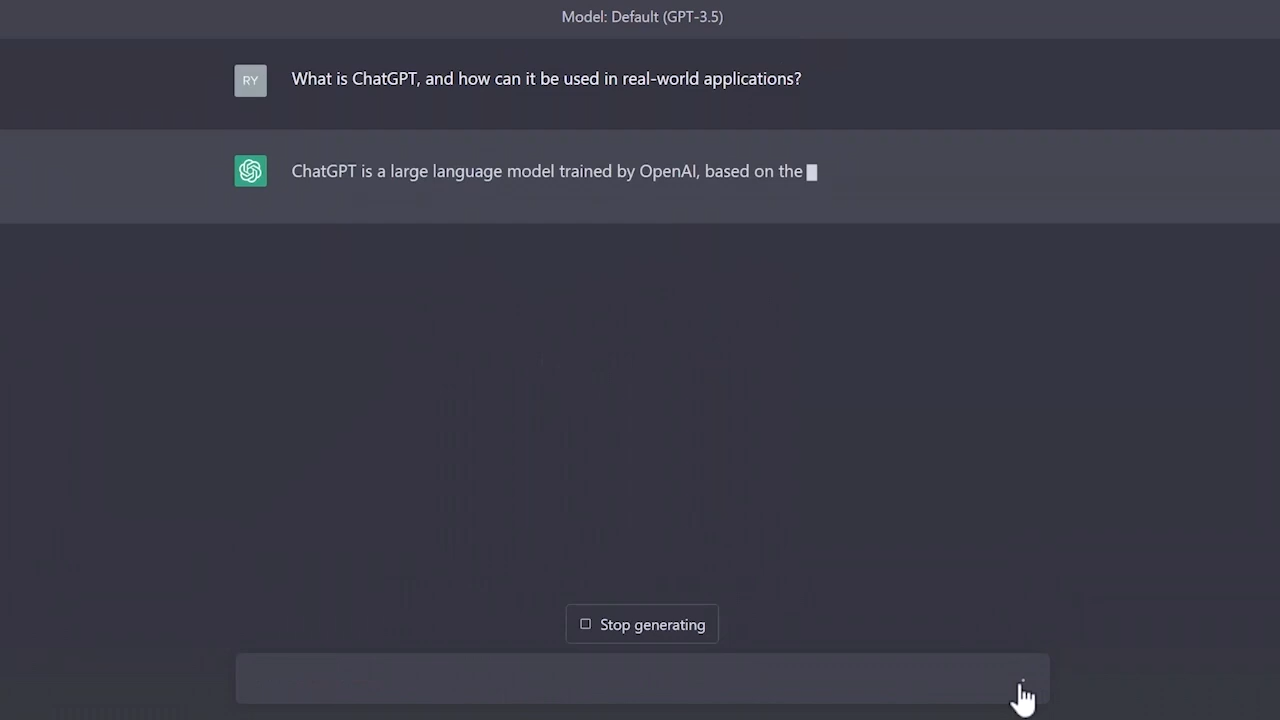 Model: Default (GPT-3.5)
RY
What is ChatGPT, and how can it be used in real-world applications?
ChatGPT is a large language model trained by OpenAI, based on the
Stop generating